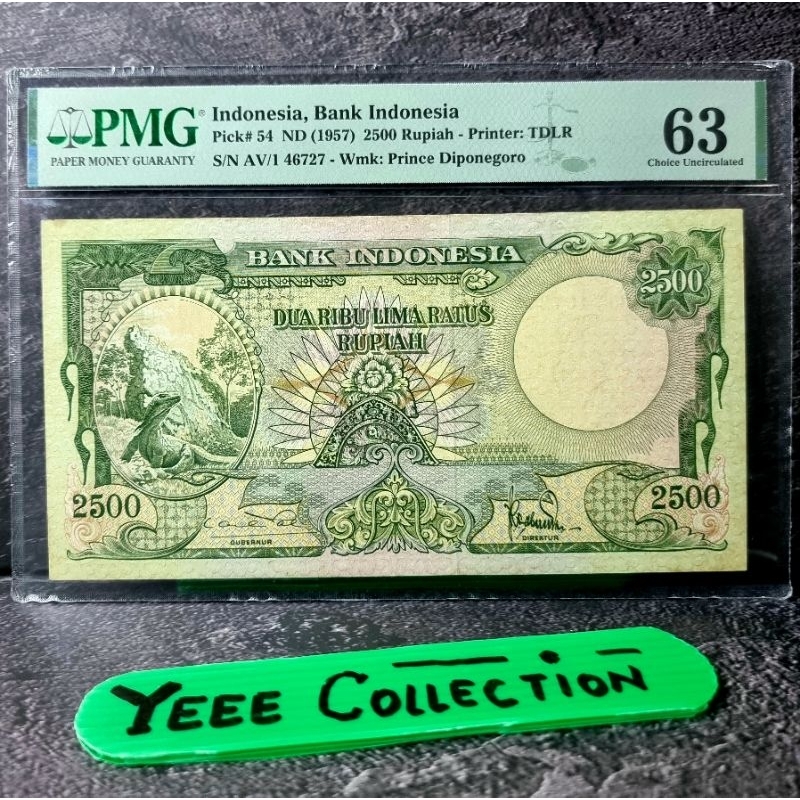 PMG®
PAPER MONEY GUARANTY
Indonesia, Bank Indonesia
Pick# 54 ND (1957) 2500 Rupiah - Printer: TDLR
S/N AV/1 46727 - Wmk: Prince Diponegoro
63
Choice Uncirculated
BANK INDONESIA
2500
DUA RIBU LIMA RATUS
RUPIAH
2500
2500
GUBERNUR
DIREKTUR
YEEE COLLECTION